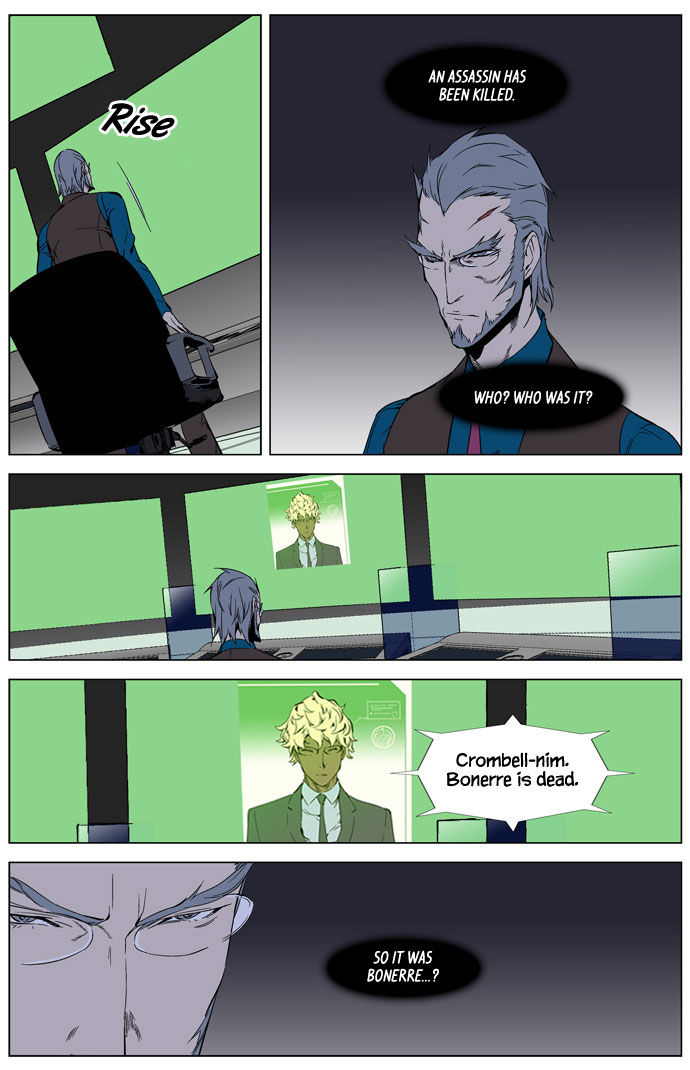 Rise
AN ASSASSIN HAS
BEEN KILLED.
WHO? WHO WAS IT?
Crombell-nim.
Bonerre is dead.
SO IT WAS
BONERRE...?